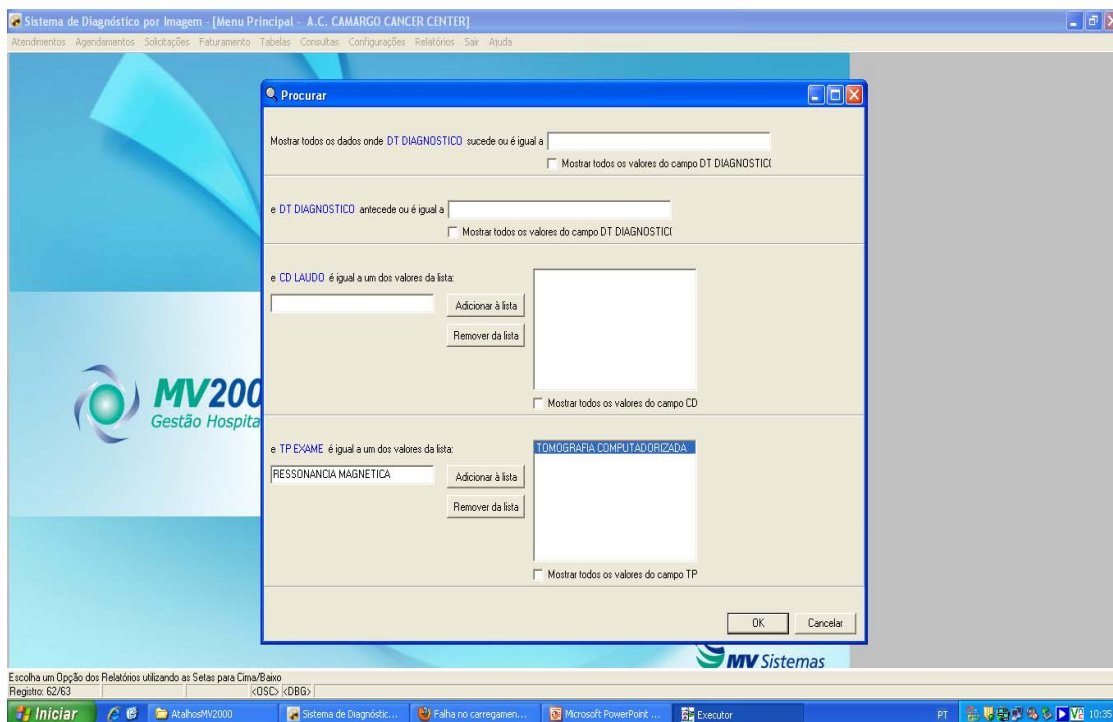 Sistema de Diagnóstico por Imagem - [Menu Principal - A.C. CAMARGO CANCER CENTER]
Atendimentos Agendamentos Solicitações Faturamento Tabelas Consultas Configurações Relatórios Sair Ajuda
Procurar
Mostrar todos os dados onde DT DIAGNOSTICO sucede ou é igual a
Mostrar todos os valores do campo DT DIAGNOSTIC
e DT DIAGNOSTICO antecede ou é igual a
Mostrar todos os valores do campo DT DIAGNOSTIC
e CD LAUDO é igual a um dos valores da lista:
Adicionar à lista
Remover da lista
Mostrar todos os valores do campo CD
MV200
Gestão Hospita
e TP EXAME é igual a um dos valores da lista:
TOMOGRAFIA COMPUTADORIZADA
RESSONANCIA MAGNETICA
Adicionar à lista
Remover da lista
Mostrar todos os valores do campo TP
OK Cancelar
MV Sistemas
Escolha um Opção dos Relatórios utilizando as Setas para Cima/Baixo
Registro: 62/63 <OSC> <DBG>
Iniciar AtalhosMV2000 Sistema de Diagnóstic... Falha no carregamen... Microsoft PowerPoint ... Executor PT 10:35